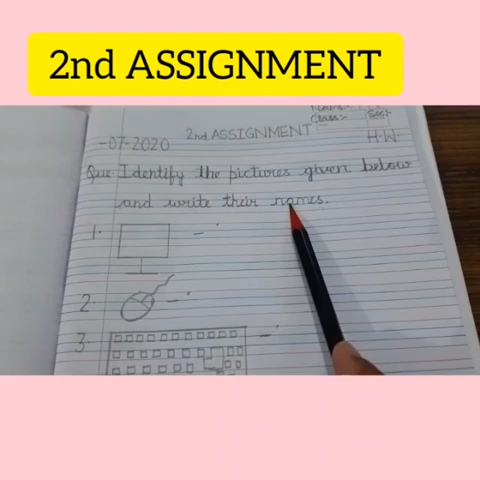 2nd ASSIGNMENT
Class:-
2nd ASSIGNMENT
-07-2020
H.W.
Que. Identify the pictures given below
and write their names.
1.
2.
3.